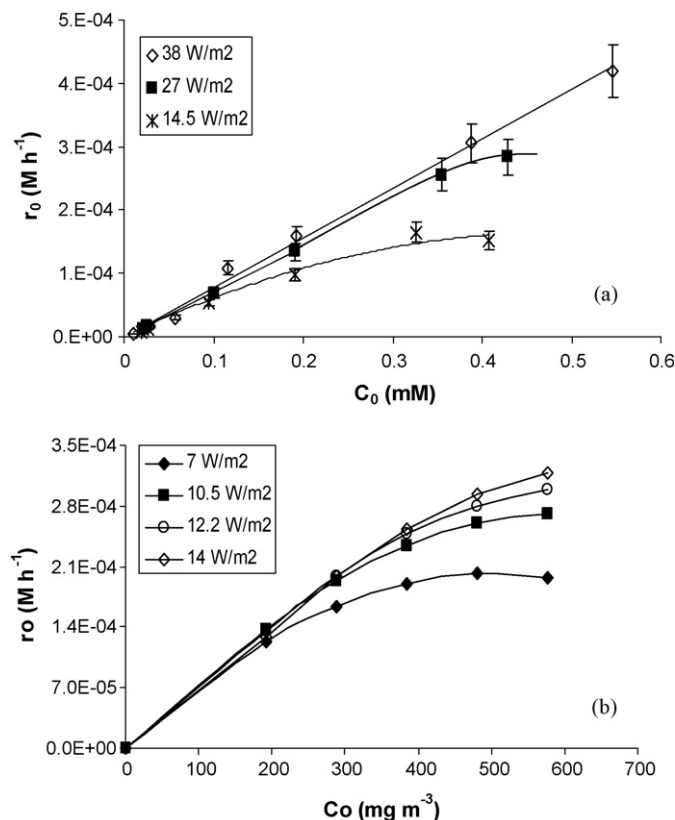 5.E-04
4.E-04
3.E-04
2.E-04
1.E-04
0.E+00
r₀ (M h⁻¹)
38 W/m2
27 W/m2
14.5 W/m2
(a)
0 0.1 0.2 0.3 0.4 0.5 0.6
C₀ (mM)
3.5E-04
2.8E-04
2.1E-04
1.4E-04
7.0E-05
0.0E+00
ro (M h⁻¹)
7 W/m2
10.5 W/m2
12.2 W/m2
14 W/m2
(b)
0 100 200 300 400 500 600 700
Co (mg m⁻³)